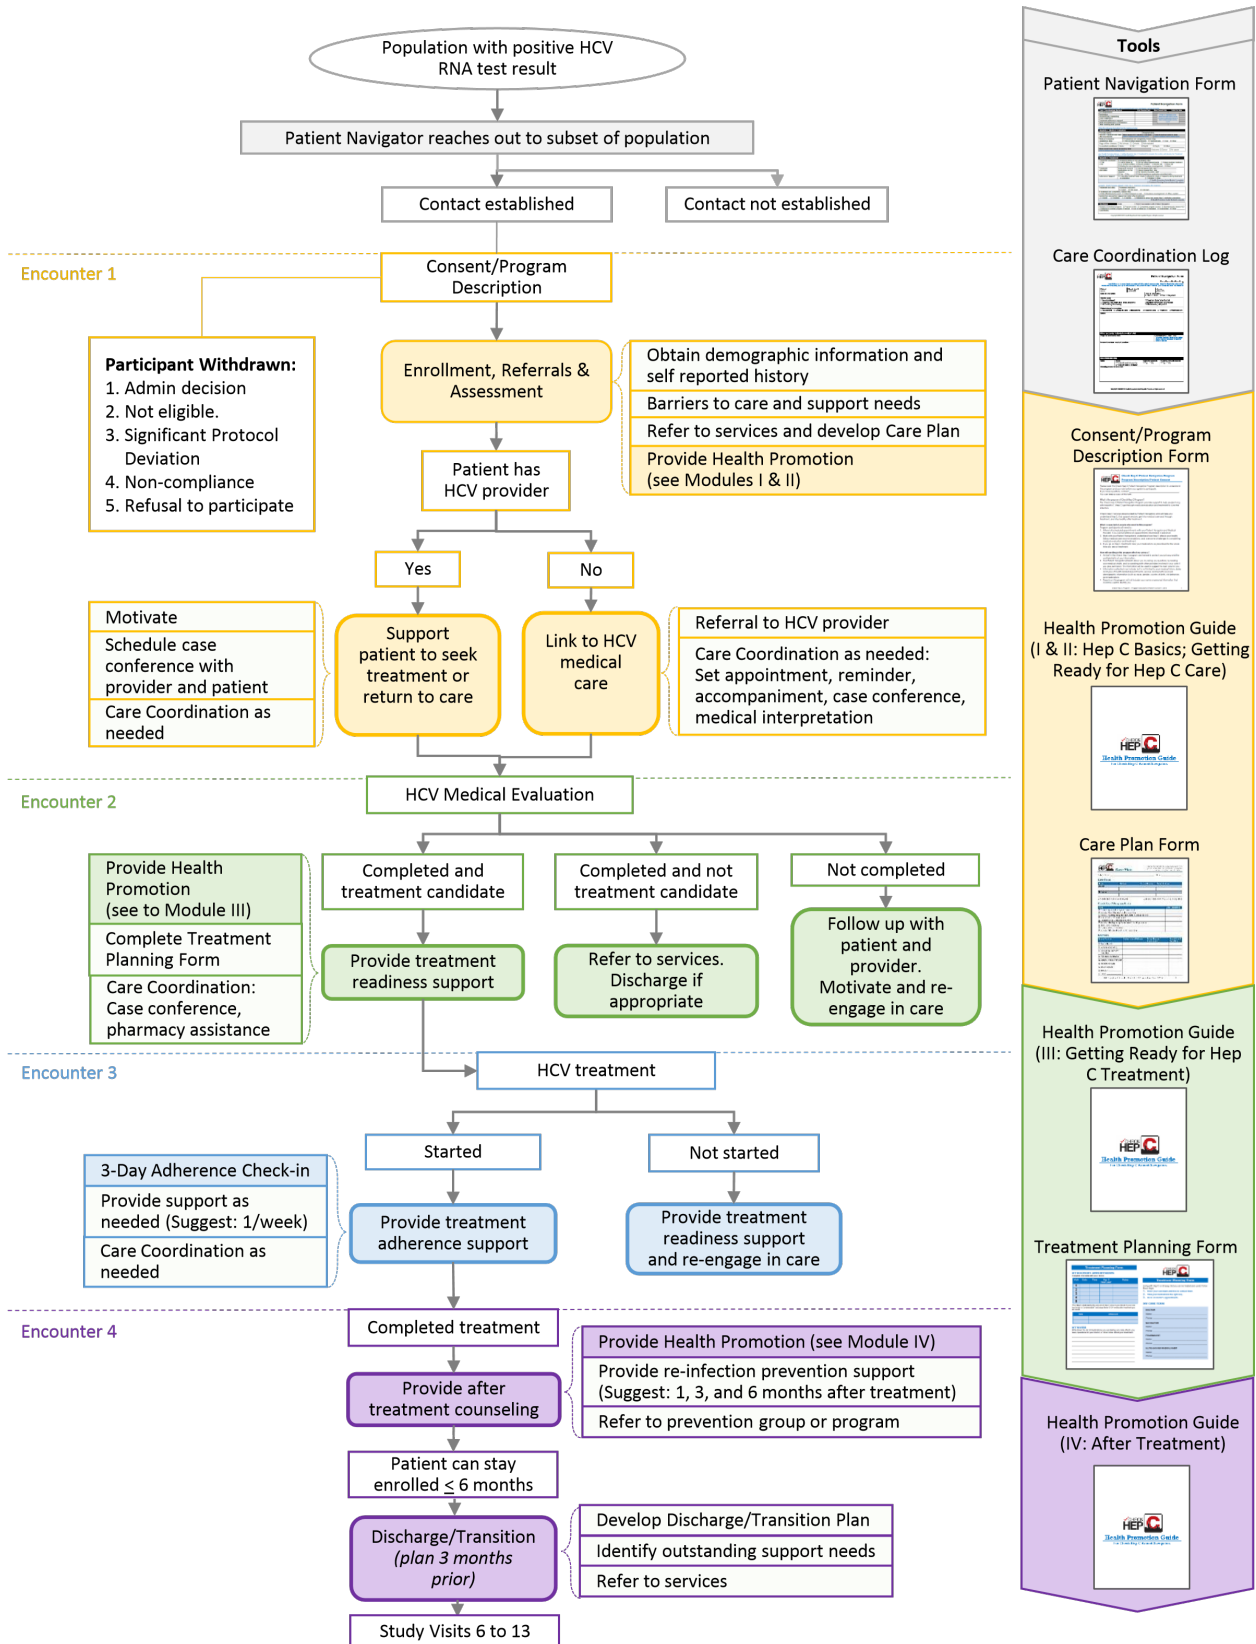 Population with positive HCV
RNA test result
Patient Navigator reaches out to subset of population
Contact established
Contact not established
Encounter 1
Consent/Program
Description
Participant Withdrawn:
1. Admin decision
2. Not eligible.
3. Significant Protocol
Deviation
4. Non-compliance
5. Refusal to participate
Enrollment, Referrals &
Assessment
Obtain demographic information and
self reported history
Barriers to care and support needs
Refer to services and develop Care Plan
Provide Health Promotion
(see Modules I & II)
Patient has
HCV provider
Yes
No
Motivate
Schedule case
conference with
provider and patient
Care Coordination as
needed
Support
patient to seek
treatment or
return to care
Link to HCV
medical
care
Referral to HCV provider
Care Coordination as needed:
Set appointment, reminder,
accompaniment, case conference,
medical interpretation
Encounter 2
HCV Medical Evaluation
Provide Health
Promotion
(see to Module III)
Complete Treatment
Planning Form
Care Coordination:
Case conference,
pharmacy assistance
Completed and
treatment candidate
Completed and not
treatment candidate
Not completed
Provide treatment
readiness support
Refer to services.
Discharge if
appropriate
Follow up with
patient and
provider.
Motivate and re-
engage in care
Encounter 3
HCV treatment
Started
Not started
3-Day Adherence Check-in
Provide support as
needed (Suggest: 1/week)
Care Coordination as
needed
Provide treatment
adherence support
Provide treatment
readiness support
and re-engage in care
Encounter 4
Completed treatment
Provide after
treatment counseling
Provide Health Promotion (see Module IV)
Provide re-infection prevention support
(Suggest: 1, 3, and 6 months after treatment)
Refer to prevention group or program
Patient can stay
enrolled ≤ 6 months
Discharge/Transition
(plan 3 months
prior)
Develop Discharge/Transition Plan
Identify outstanding support needs
Refer to services
Study Visits 6 to 13
Tools
Patient Navigation Form
Care Coordination Log
Consent/Program
Description Form
Health Promotion Guide
(I & II: Hep C Basics; Getting
Ready for Hep C Care)
HEP C
Health Promotion Guide
Care Plan Form
Health Promotion Guide
(III: Getting Ready for Hep
C Treatment)
HEP C
Health Promotion Guide
Treatment Planning Form
Health Promotion Guide
(IV: After Treatment)
HEP C
Health Promotion Guide